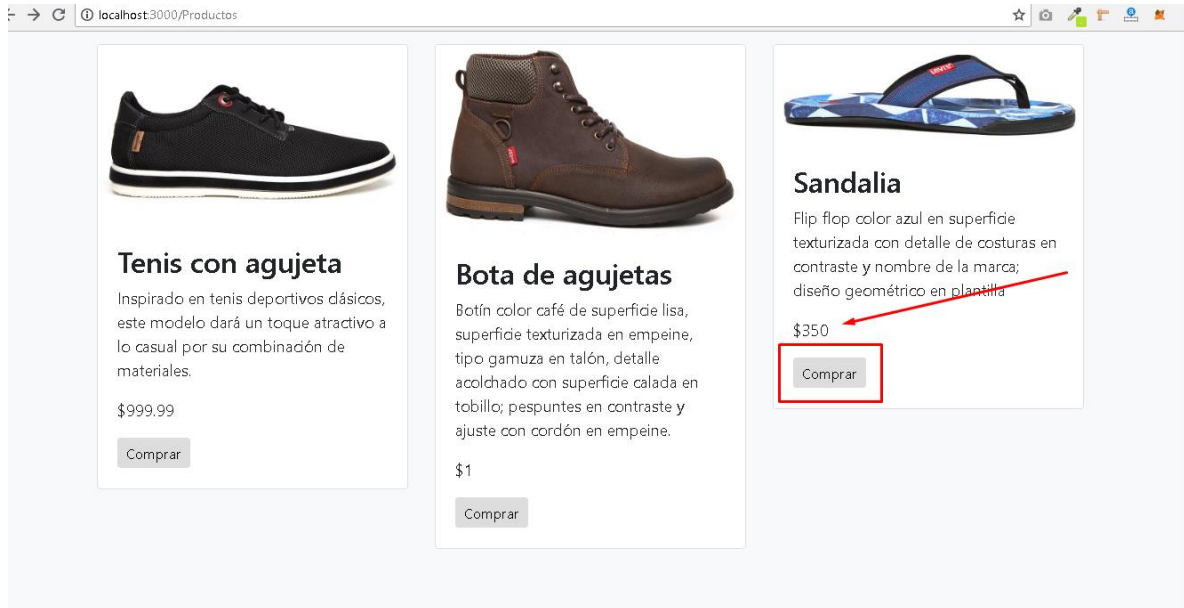 localhost:3000/Productos
Tenis con agujeta
Inspirado en tenis deportivos clásicos,
este modelo dará un toque atractivo a
lo casual por su combinación de
materiales.
$999.99
Comprar
Bota de agujetas
Botín color café de superficie lisa,
superficie texturizada en empeine,
tipo gamuza en talón, detalle
acolchado con superficie calada en
tobillo; pespuntes en contraste y
ajuste con cordón en empeine.
$1
Comprar
Sandalia
Flip flop color azul en superficie
texturizada con detalle de costuras en
contraste y nombre de la marca;
diseño geométrico en plantilla
$350
Comprar